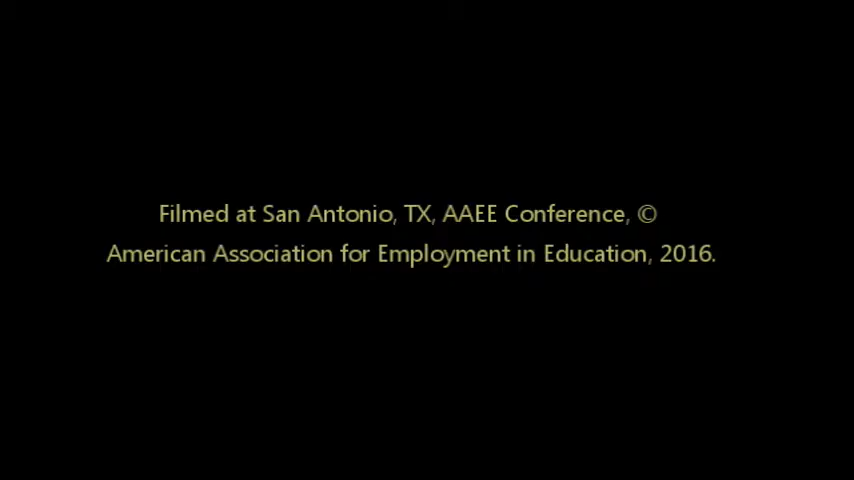 Filmed at San Antonio, TX, AAEE Conference, ©
American Association for Employment in Education, 2016.